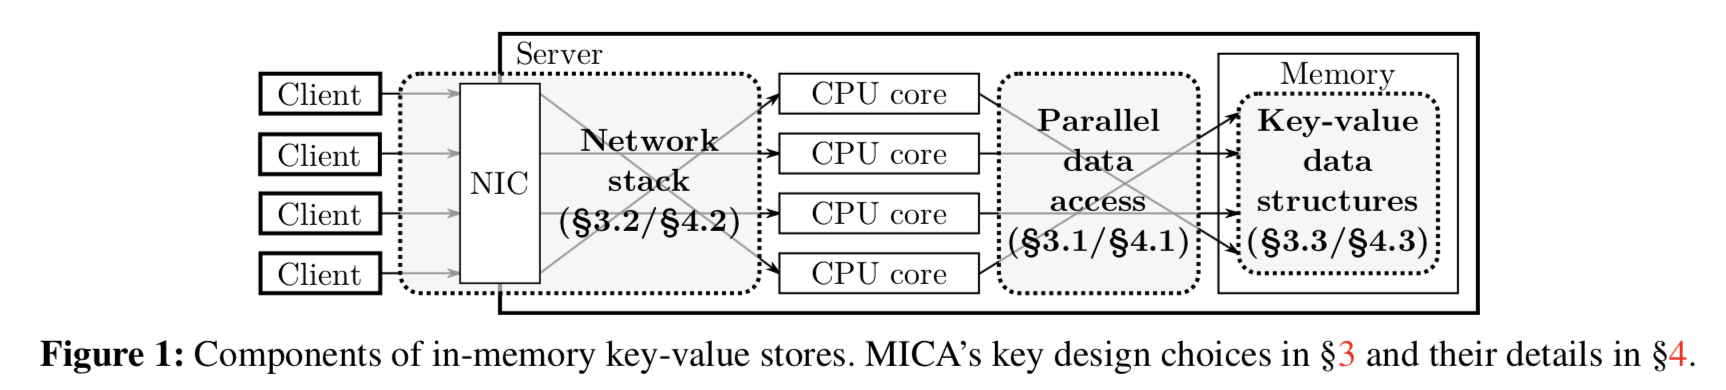 Server
Client
Client
Client
Client
NIC
Network
stack
(§3.2/§4.2)
CPU core
CPU core
CPU core
CPU core
Parallel
data
access
(§3.1/§4.1)
Memory
Key-value
data
structures
(§3.3/§4.3)
Figure 1: Components of in-memory key-value stores. MICA’s key design choices in §3 and their details in §4.